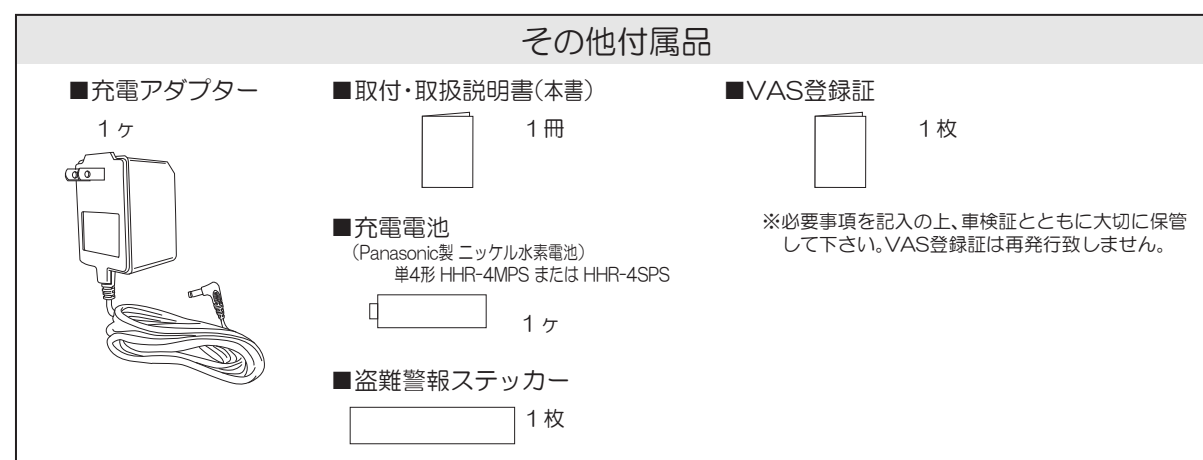 その他付属品
■充電アダプター
1ヶ
■取付・取扱説明書(本書)
1冊
■充電電池
(Panasonic製 ニッケル水素電池)
単4形 HHR-4MPS または HHR-4SPS
1ヶ
■盗難警報ステッカー
1枚
■VAS登録証
1枚
※必要事項を記入の上、車検証とともに大切に保管
して下さい。VAS登録証は再発行致しません。